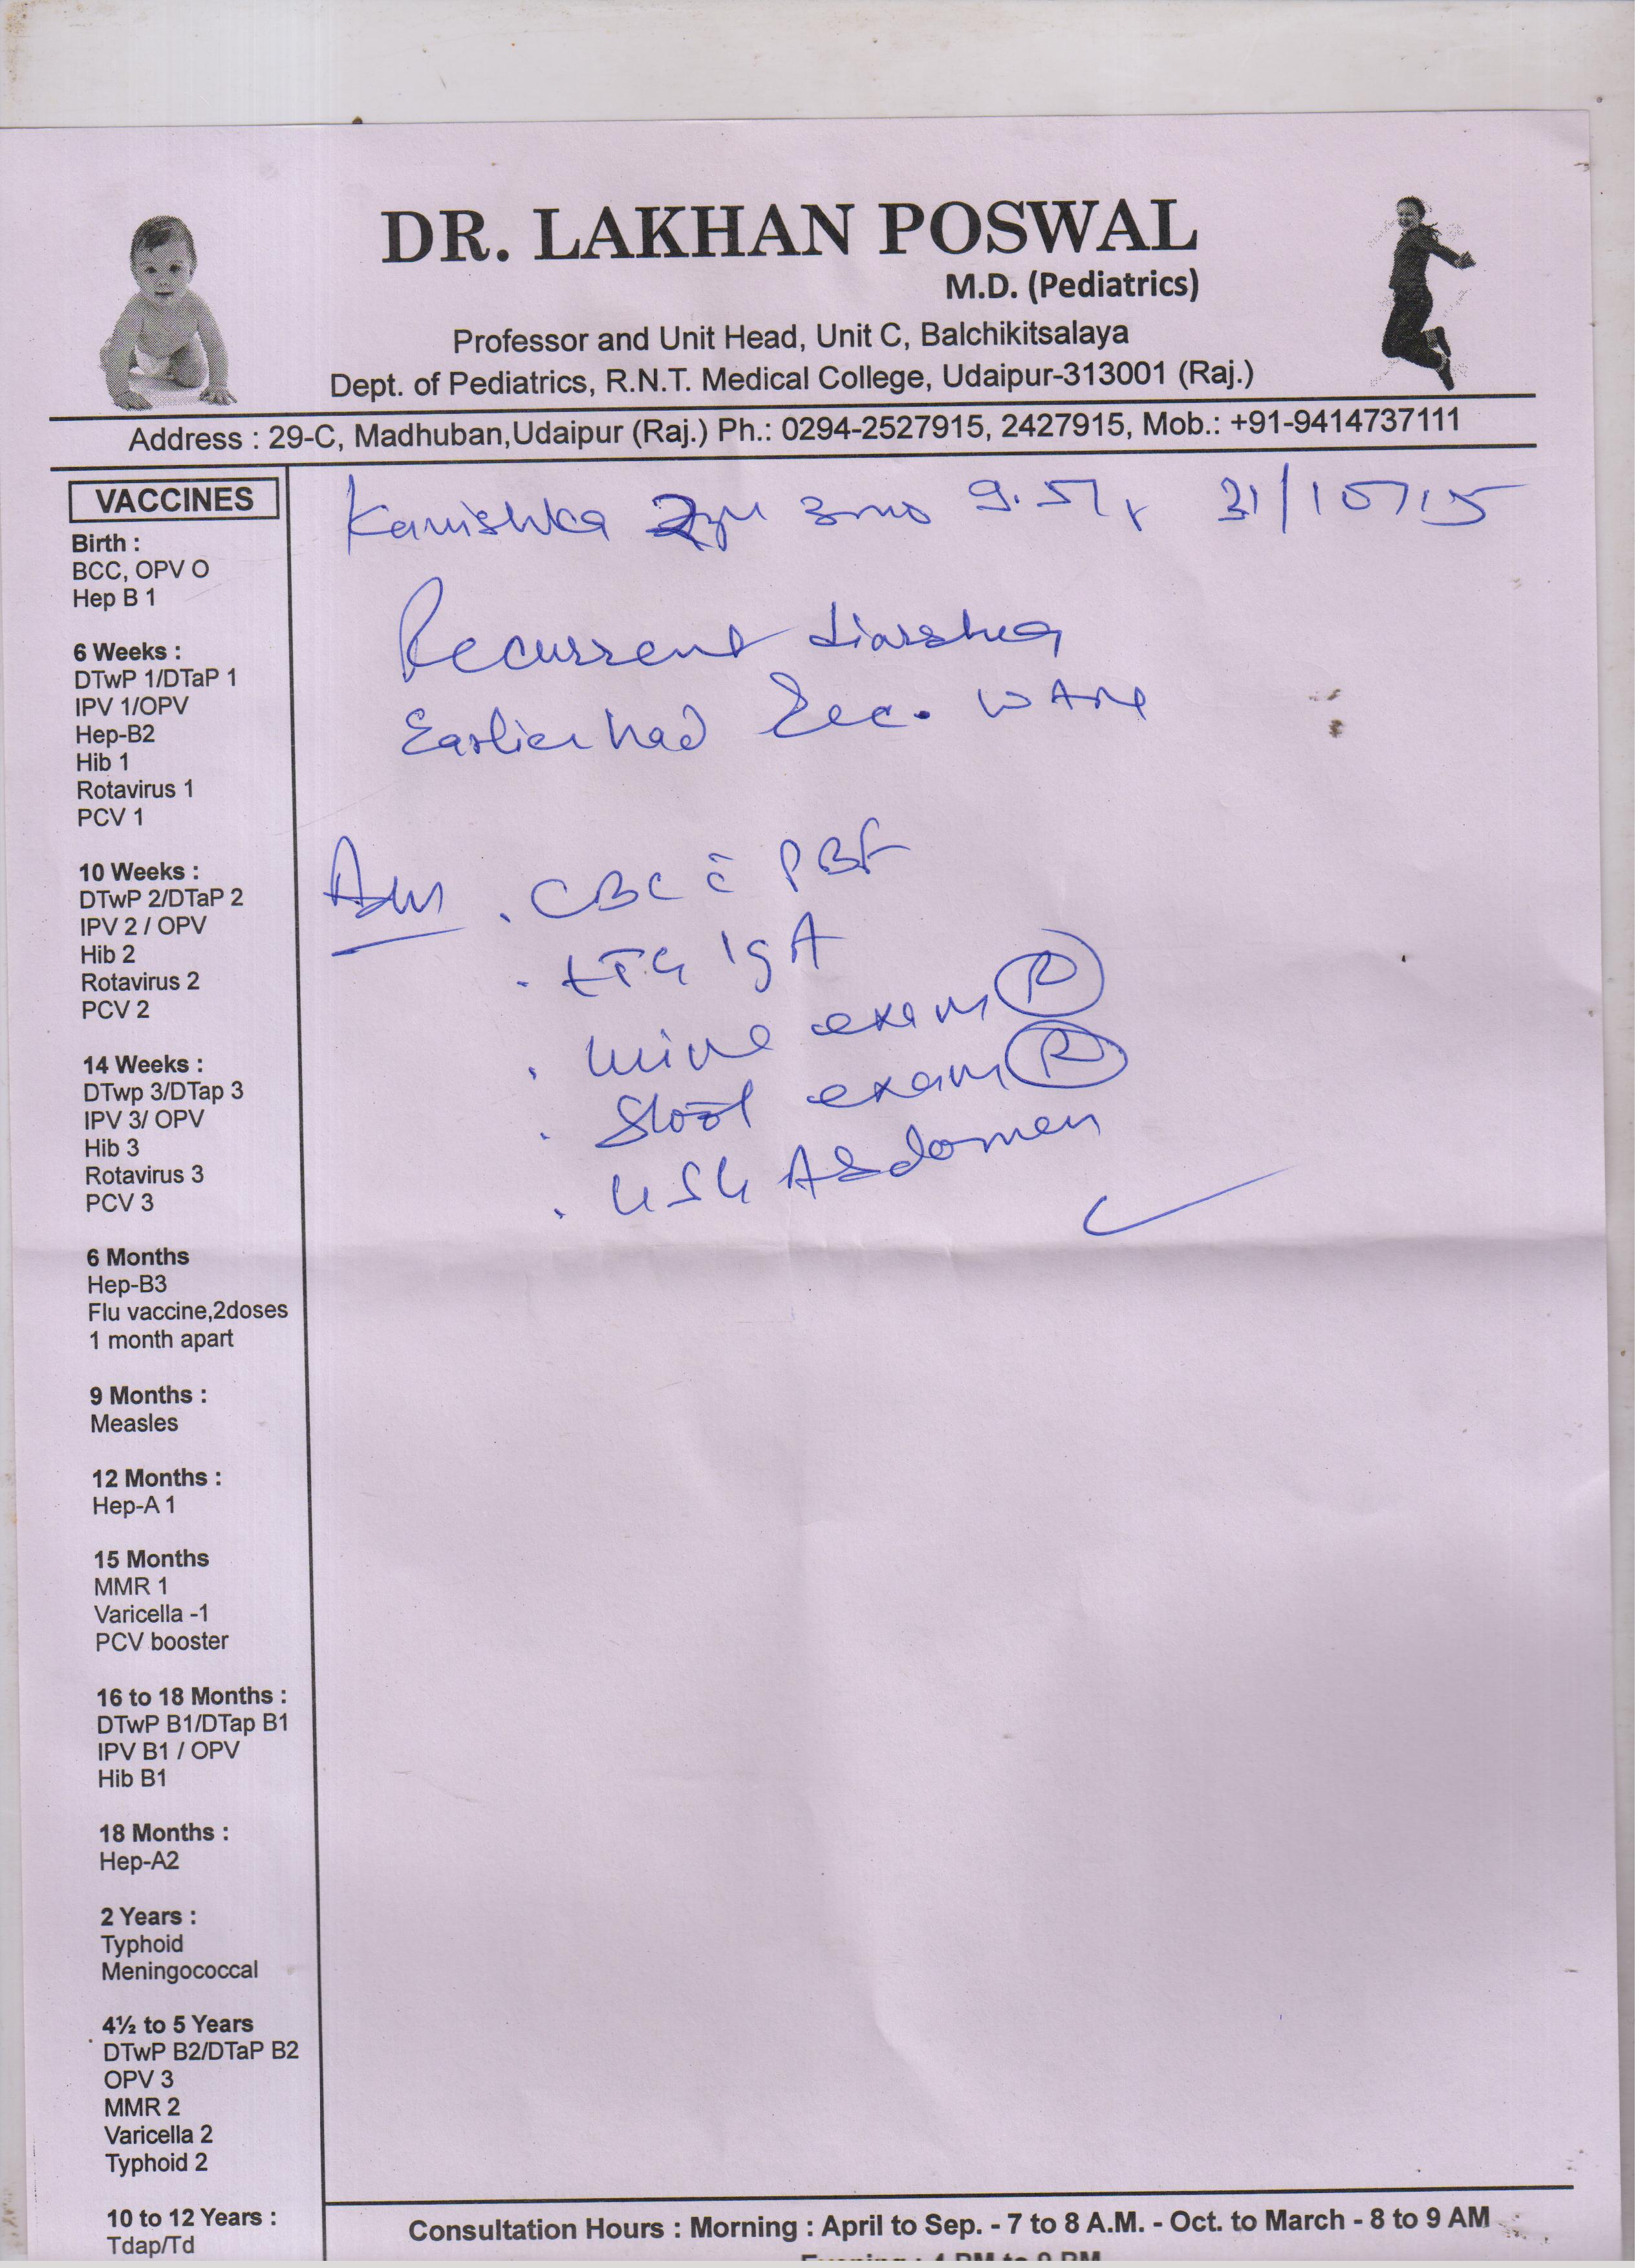 DR. LAKHAN POSWAL
M.D. (Pediatrics)
Professor and Unit Head, Unit C, Balchikitsalaya
Dept. of Pediatrics, R.N.T. Medical College, Udaipur-313001 (Raj.)
Address : 29-C, Madhuban,Udaipur (Raj.) Ph.: 0294-2527915, 2427915, Mob.: +91-9414737111
VACCINES
Birth :
BCC, OPV O
Hep B 1
6 Weeks :
DTwP 1/DTaP 1
IPV 1/OPV
Hep-B2
Hib 1
Rotavirus 1
PCV 1
10 Weeks :
DTwP 2/DTaP 2
IPV 2 / OPV
Hib 2
Rotavirus 2
PCV 2
14 Weeks :
DTwp 3/DTap 3
IPV 3/ OPV
Hib 3
Rotavirus 3
PCV 3
6 Months
Hep-B3
Flu vaccine,2doses
1 month apart
9 Months :
Measles
12 Months :
Hep-A 1
15 Months
MMR 1
Varicella -1
PCV booster
16 to 18 Months :
DTwP B1/DTap B1
IPV B1 / OPV
Hib B1
18 Months :
Hep-A2
2 Years :
Typhoid
Meningococcal
4½ to 5 Years
DTwP B2/DTaP B2
OPV 3
MMR 2
Varicella 2
Typhoid 2
10 to 12 Years :
Tdap/Td
Kanishka 3mo 31/10/15
Recurrent diarrhea
Earlier had
Adv . CBC c̄ PBF
. tTG IgA
. urine exam (R)
. Stool exam (R)
. USG Abdomen
Consultation Hours : Morning : April to Sep. - 7 to 8 A.M. - Oct. to March - 8 to 9 AM
Evening : 4 PM to 9 PM